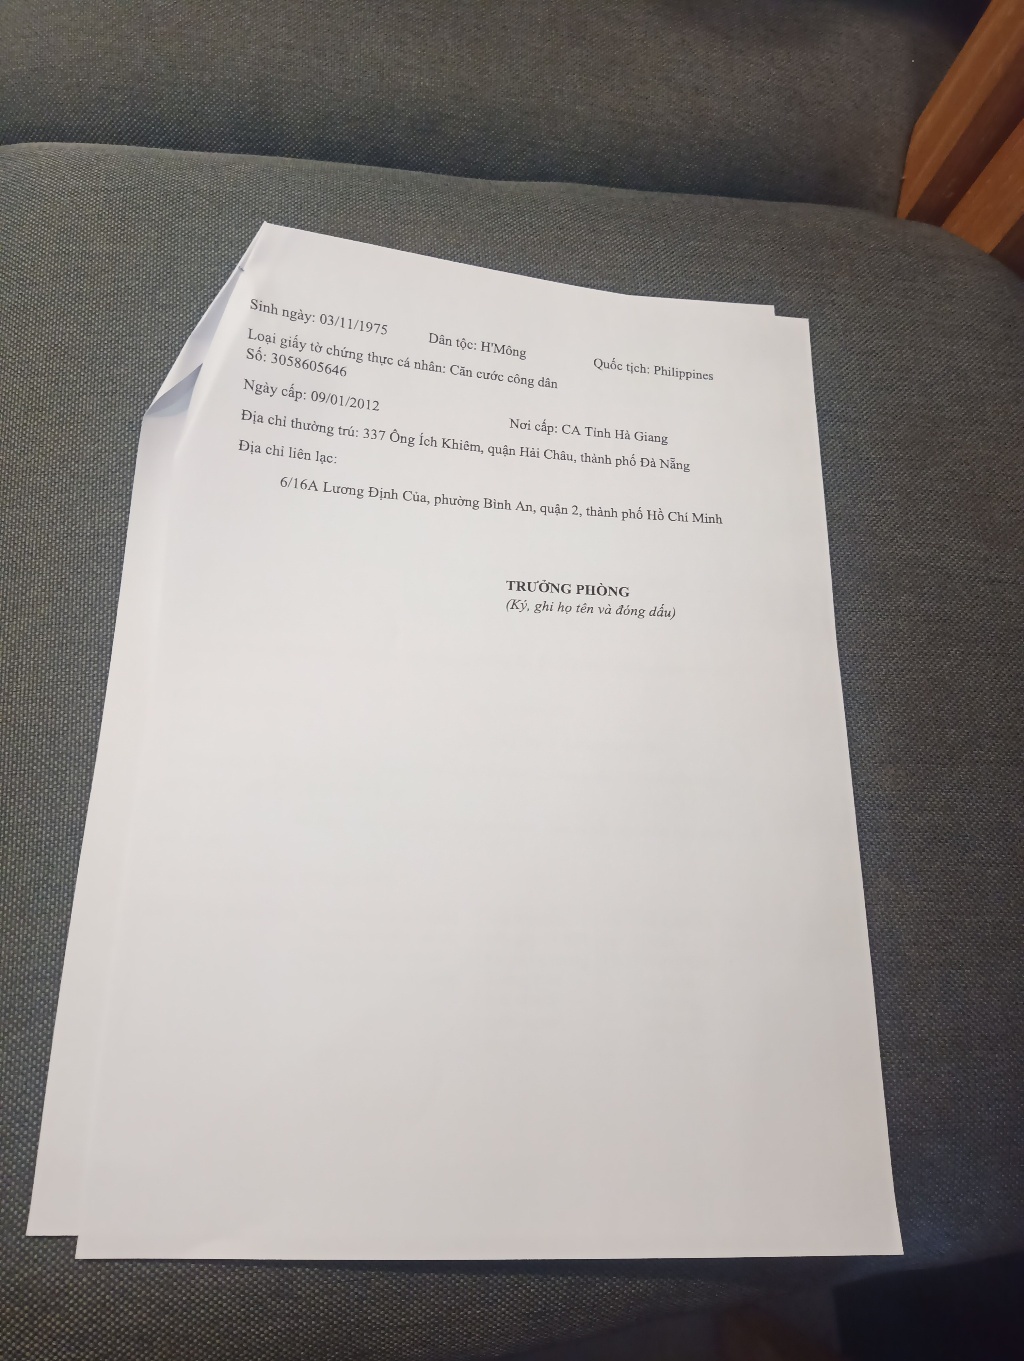 Sinh ngày: 03/11/1975 Dân tộc: H'Mông Quốc tịch: Philippines
Loại giấy tờ chứng thực cá nhân: Căn cước công dân
Số: 3058605646
Ngày cấp: 09/01/2012 Nơi cấp: CA Tỉnh Hà Giang
Địa chỉ thường trú: 337 Ông Ích Khiêm, quận Hải Châu, thành phố Đà Nẵng
Địa chỉ liên lạc:
6/16A Lương Định Của, phường Bình An, quận 2, thành phố Hồ Chí Minh
TRƯỞNG PHÒNG
(Ký, ghi họ tên và đóng dấu)